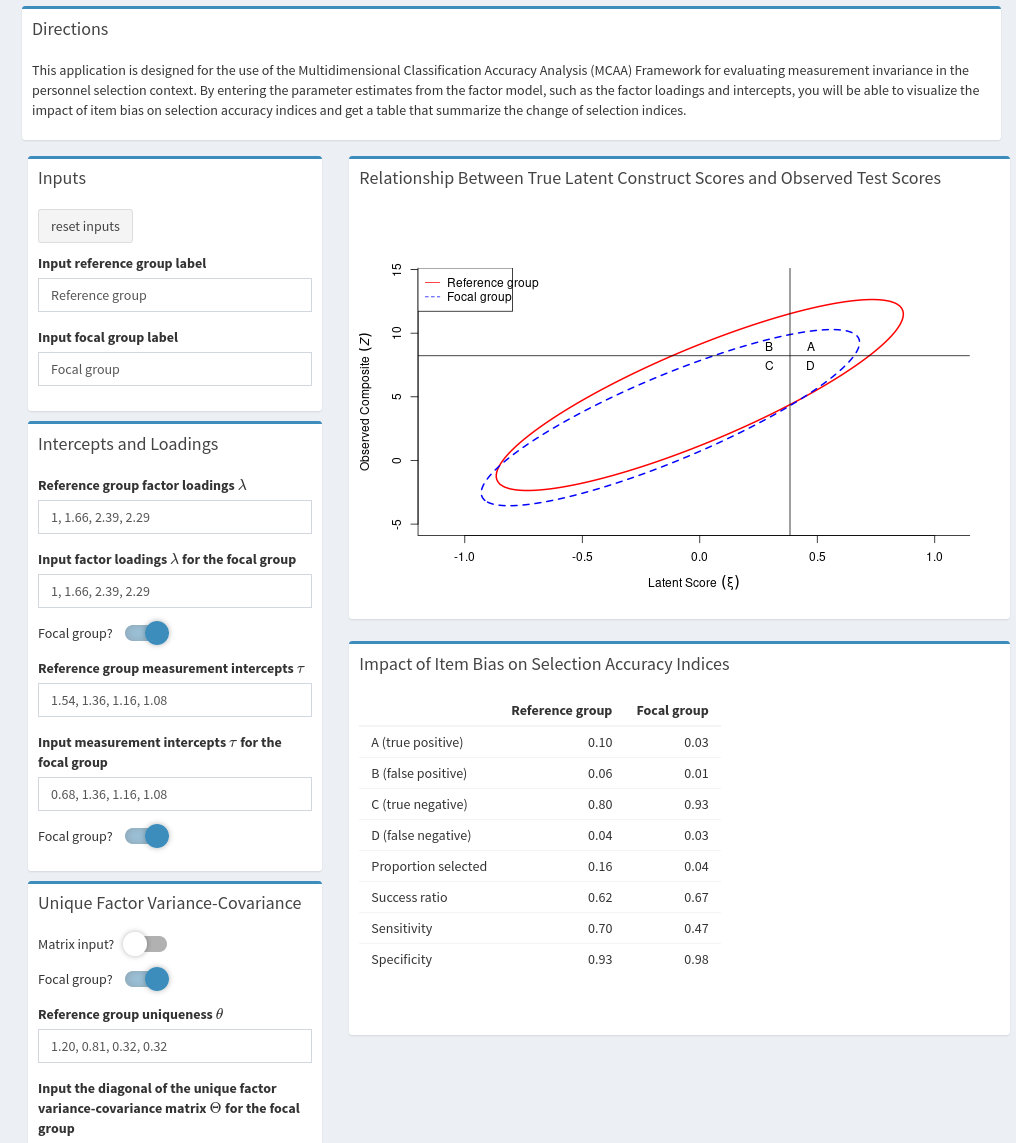 Directions
This application is designed for the use of the Multidimensional Classification Accuracy Analysis (MCAA) Framework for evaluating measurement invariance in the
personnel selection context. By entering the parameter estimates from the factor model, such as the factor loadings and intercepts, you will be able to visualize the
impact of item bias on selection accuracy indices and get a table that summarize the change of selection indices.
Inputs
reset inputs
Input reference group label
Reference group
Input focal group label
Focal group
Intercepts and Loadings
Reference group factor loadings λ
1, 1.66, 2.39, 2.29
Input factor loadings λ for the focal group
1, 1.66, 2.39, 2.29
Focal group?
Reference group measurement intercepts τ
1.54, 1.36, 1.16, 1.08
Input measurement intercepts τ for the
focal group
0.68, 1.36, 1.16, 1.08
Focal group?
Unique Factor Variance-Covariance
Matrix input?
Focal group?
Reference group uniqueness θ
1.20, 0.81, 0.32, 0.32
Input the diagonal of the unique factor
variance-covariance matrix Θ for the focal
group
Relationship Between True Latent Construct Scores and Observed Test Scores
Reference group
Focal group
Observed Composite (Z)
15
10
5
0
-5
B A
C D
-1.0 -0.5 0.0 0.5 1.0
Latent Score (ξ)
Impact of Item Bias on Selection Accuracy Indices
Reference group Focal group
A (true positive) 0.10 0.03
B (false positive) 0.06 0.01
C (true negative) 0.80 0.93
D (false negative) 0.04 0.03
Proportion selected 0.16 0.04
Success ratio 0.62 0.67
Sensitivity 0.70 0.47
Specificity 0.93 0.98